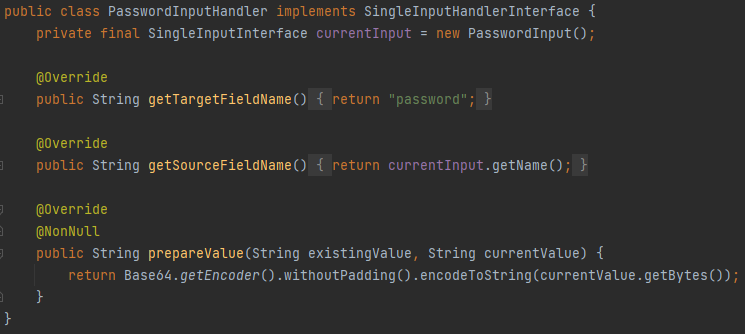 public class PasswordInputHandler implements SingleInputHandlerInterface {
private final SingleInputInterface currentInput = new PasswordInput();
@Override
public String getTargetFieldName() { return "password"; }
@Override
public String getSourceFieldName() { return currentInput.getName(); }
@Override
@NonNull
public String prepareValue(String existingValue, String currentValue) {
return Base64.getEncoder().withoutPadding().encodeToString(currentValue.getBytes());
}
}